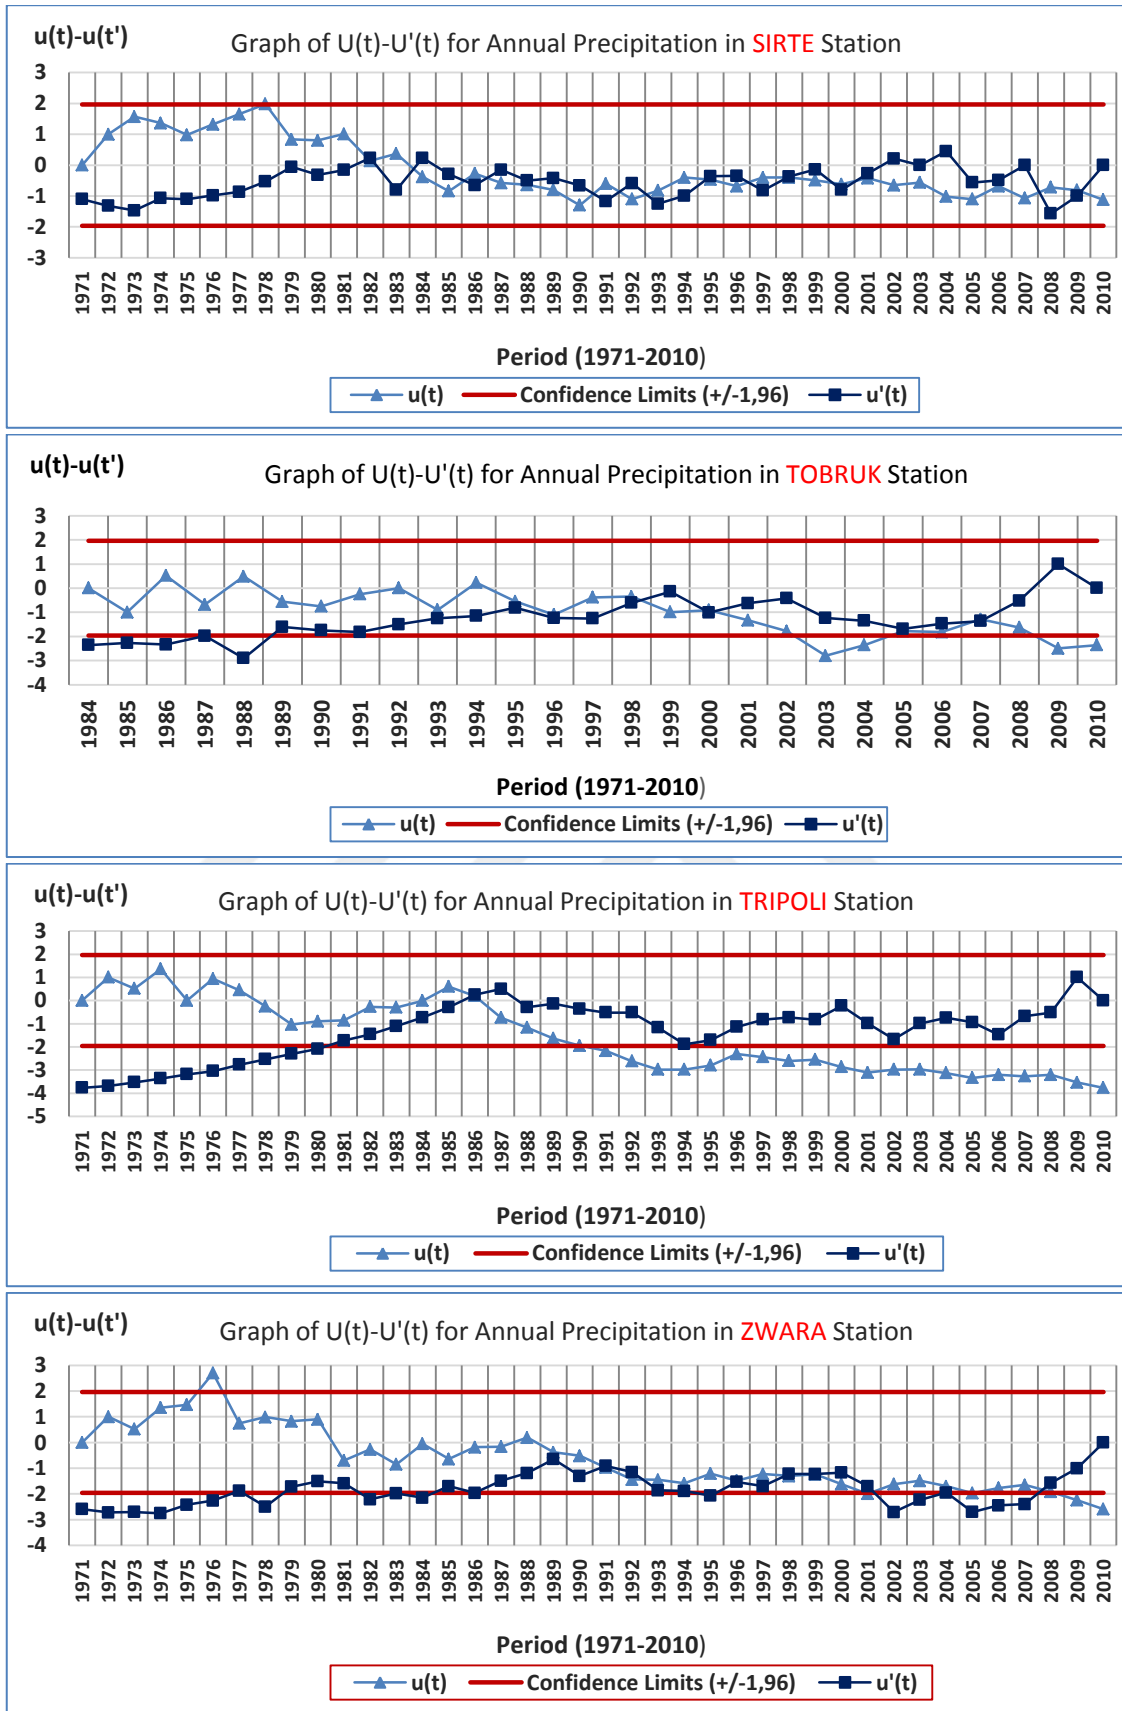 u(t)-u(t')
Graph of U(t)-U'(t) for Annual Precipitation in SIRTE Station
3
2
1
0
-1
-2
-3
1971 1972 1973 1974 1975 1976 1977 1978 1979 1980 1981 1982 1983 1984 1985 1986 1987 1988 1989 1990 1991 1992 1993 1994 1995 1996 1997 1998 1999 2000 2001 2002 2003 2004 2005 2006 2007 2008 2009 2010
Period (1971-2010)
u(t) Confidence Limits (+/-1,96) u'(t)
u(t)-u(t')
Graph of U(t)-U'(t) for Annual Precipitation in TOBRUK Station
3
2
1
0
-1
-2
-3
-4
1984 1985 1986 1987 1988 1989 1990 1991 1992 1993 1994 1995 1996 1997 1998 1999 2000 2001 2002 2003 2004 2005 2006 2007 2008 2009 2010
Period (1971-2010)
u(t) Confidence Limits (+/-1,96) u'(t)
u(t)-u(t')
Graph of U(t)-U'(t) for Annual Precipitation in TRIPOLI Station
3
2
1
0
-1
-2
-3
-4
-5
1971 1972 1973 1974 1975 1976 1977 1978 1979 1980 1981 1982 1983 1984 1985 1986 1987 1988 1989 1990 1991 1992 1993 1994 1995 1996 1997 1998 1999 2000 2001 2002 2003 2004 2005 2006 2007 2008 2009 2010
Period (1971-2010)
u(t) Confidence Limits (+/-1,96) u'(t)
u(t)-u(t')
Graph of U(t)-U'(t) for Annual Precipitation in ZWARA Station
3
2
1
0
-1
-2
-3
-4
1971 1972 1973 1974 1975 1976 1977 1978 1979 1980 1981 1982 1983 1984 1985 1986 1987 1988 1989 1990 1991 1992 1993 1994 1995 1996 1997 1998 1999 2000 2001 2002 2003 2004 2005 2006 2007 2008 2009 2010
Period (1971-2010)
u(t) Confidence Limits (+/-1,96) u'(t)